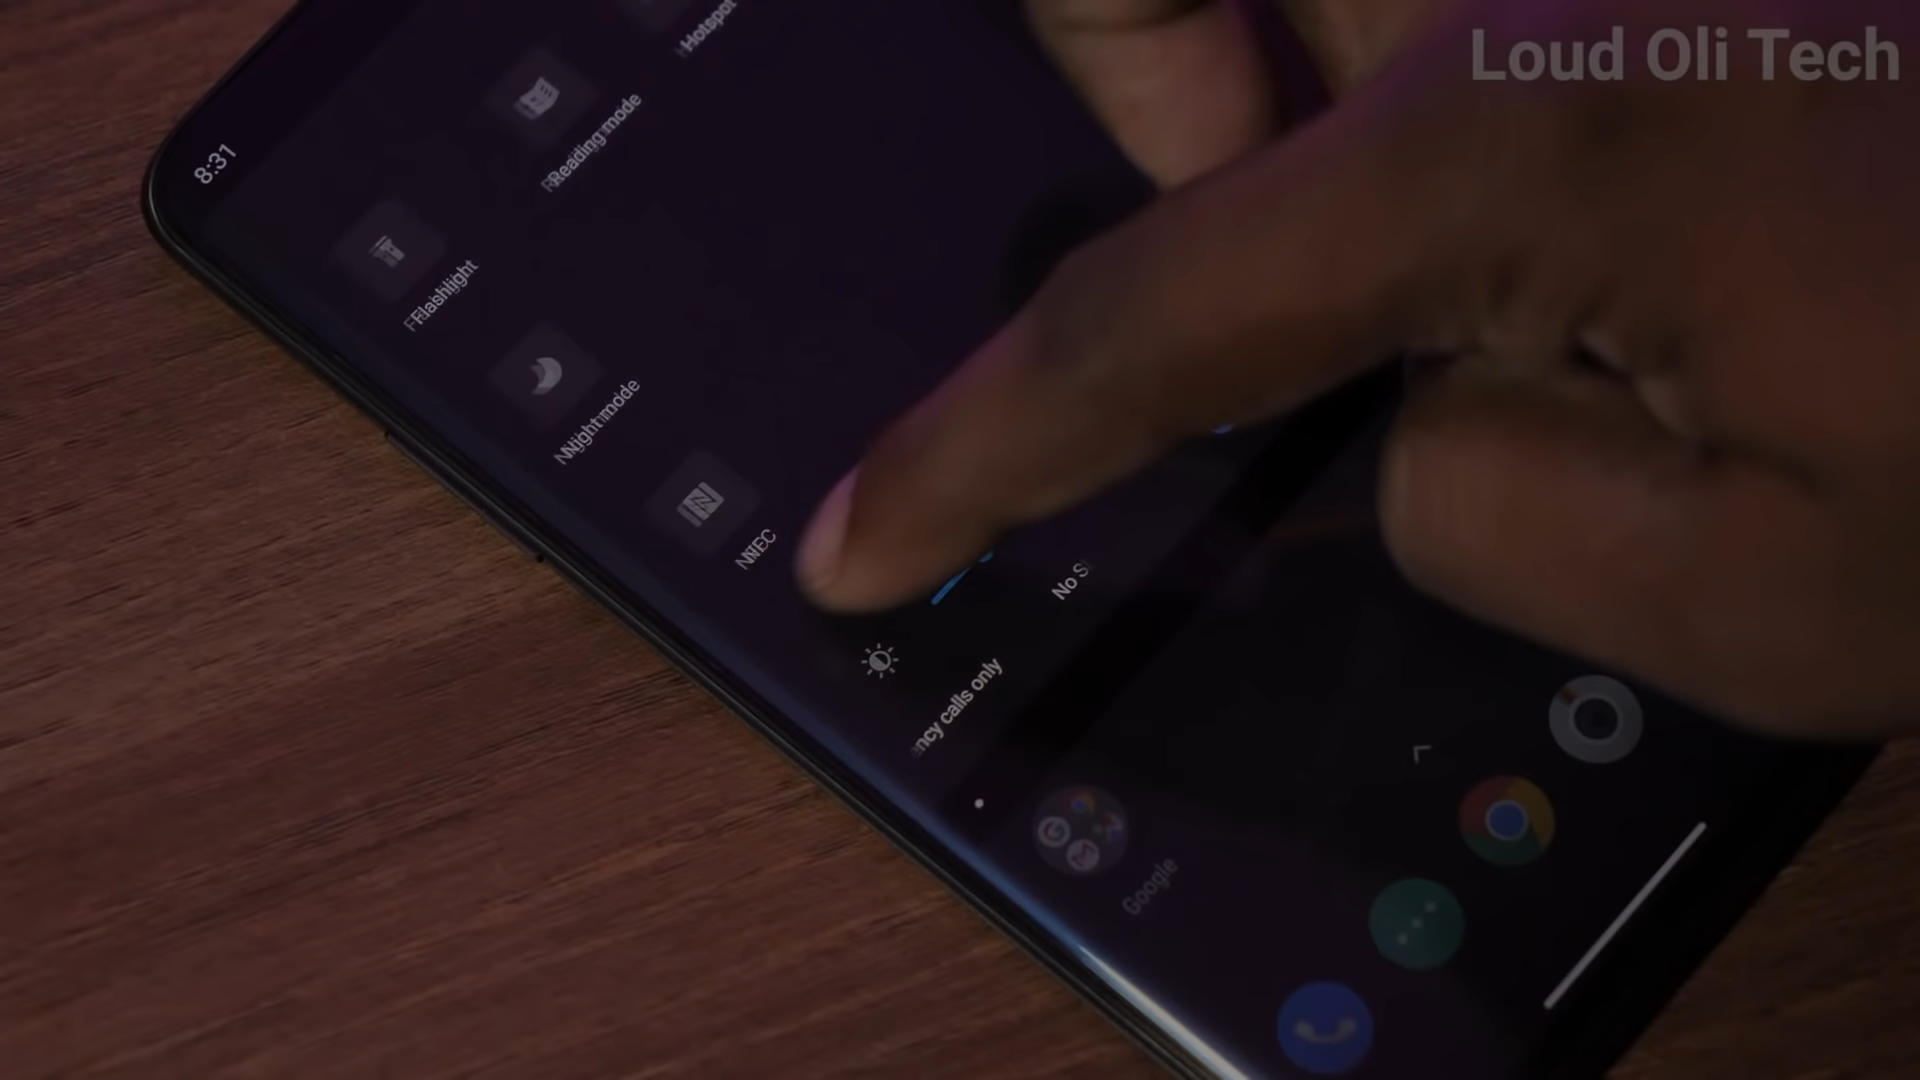 Loud Oli Tech
8:31
Hotspot
Reading mode
Flashlight
Night mode
NFC
No S
ncy calls only
Google